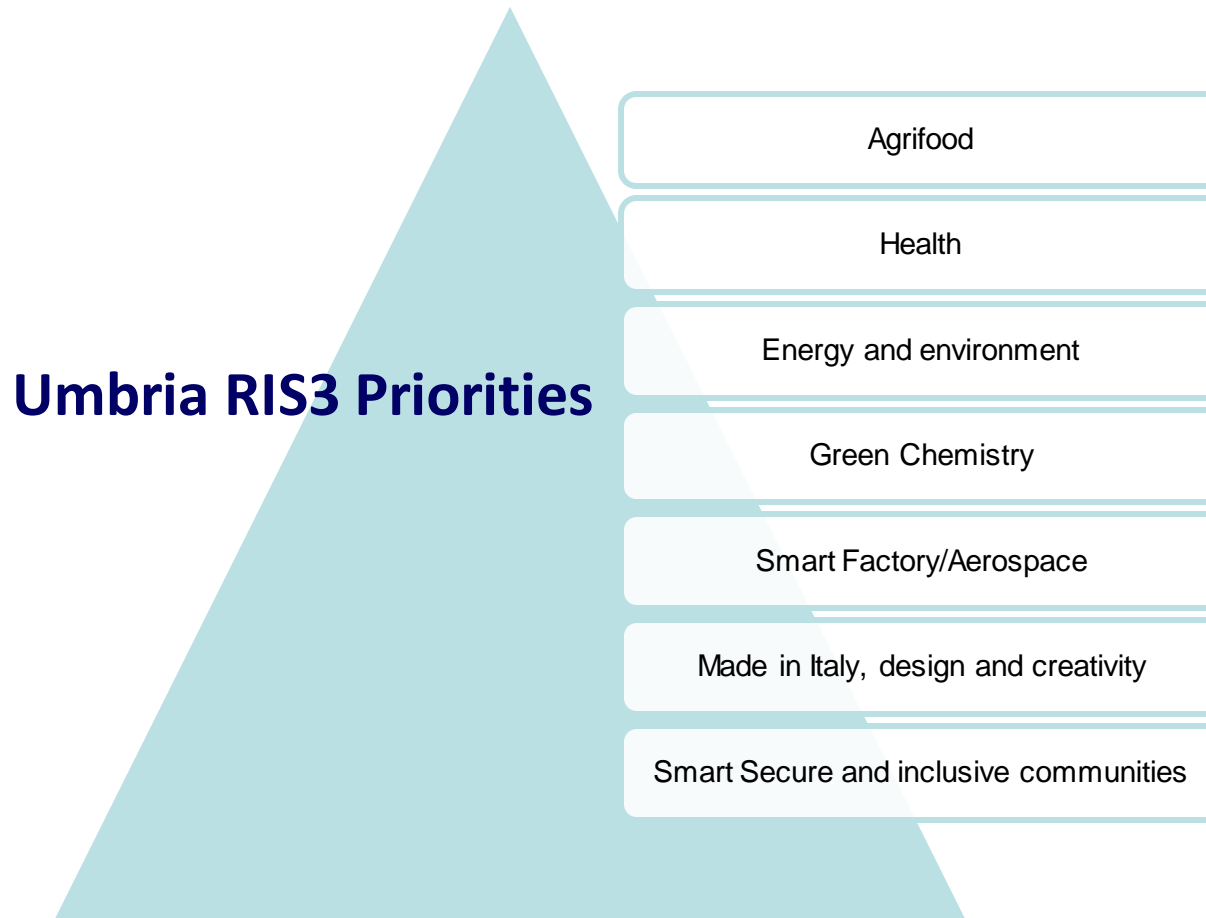 Umbria RIS3 Priorities
Agrifood
Health
Energy and environment
Green Chemistry
Smart Factory/Aerospace
Made in Italy, design and creativity
Smart Secure and inclusive communities